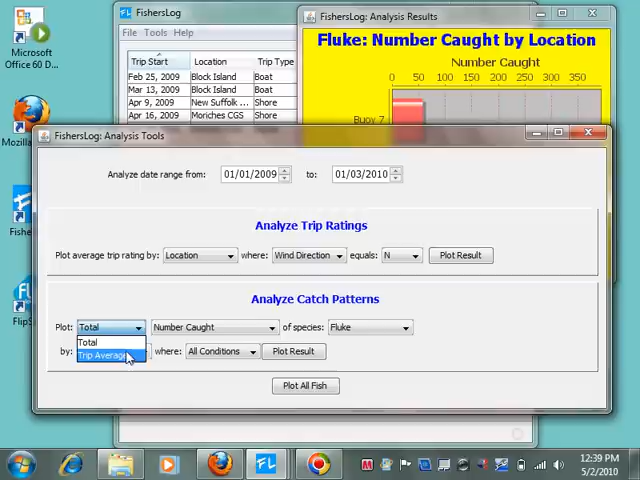 Microsoft
Office 60 D...
Mozilla
FishersLog
File Tools Help
Trip Start Location Trip Type
Feb 25, 2009 Block Island Boat
Mar 13, 2009 Block Island Boat
Apr 9, 2009 New Suffolk ... Shore
Apr 16, 2009 Moriches CGS Shore
FishersLog: Analysis Results
Fluke: Number Caught by Location
Number Caught
0 50 100 150 200 250 300 350
Buoy 7
FishersLog: Analysis Tools
Analyze date range from: 01/01/2009 to: 01/03/2010
Analyze Trip Ratings
Plot average trip rating by: Location where: Wind Direction equals: N Plot Result
Analyze Catch Patterns
Plot: Total Number Caught of species: Fluke
Total
Trip Average
by: where: All Conditions Plot Result
Plot All Fish
Fishe
FlipS
FL
12:39 PM
5/2/2010